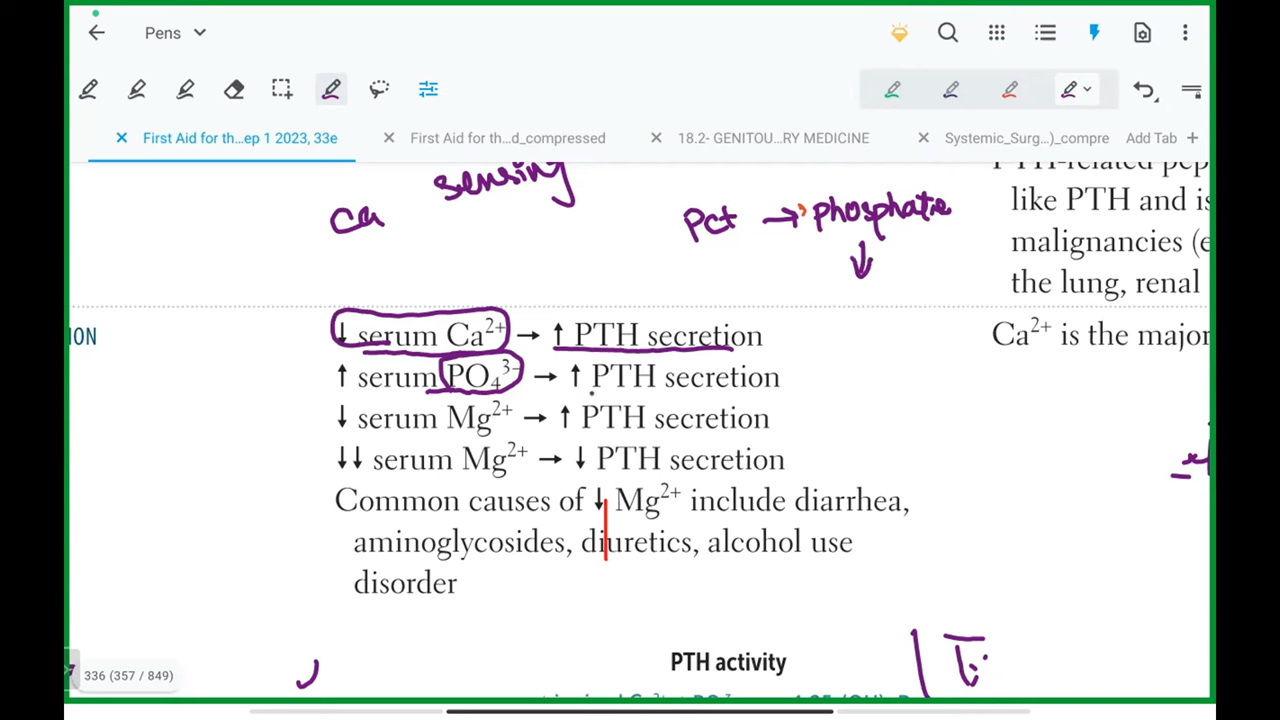 Pens
First Aid for th...ep 1 2023, 33e
First Aid for th...d_compressed
18.2- GENITOU...RY MEDICINE
Systemic_Surg...)_compre
Add Tab
sensing
Ca
Pct → phosphate
↓
PTH-related pep
like PTH and is
malignancies (e
the lung, renal
ION
↓ serum Ca²⁺ → ↑ PTH secretion
Ca²⁺ is the major
↑ serum PO₄³⁻ → ↑ PTH secretion
↓ serum Mg²⁺ → ↑ PTH secretion
↓↓ serum Mg²⁺ → ↓ PTH secretion
Common causes of ↓ Mg²⁺ include diarrhea,
aminoglycosides, diuretics, alcohol use
disorder
336 (357 / 849)
PTH activity